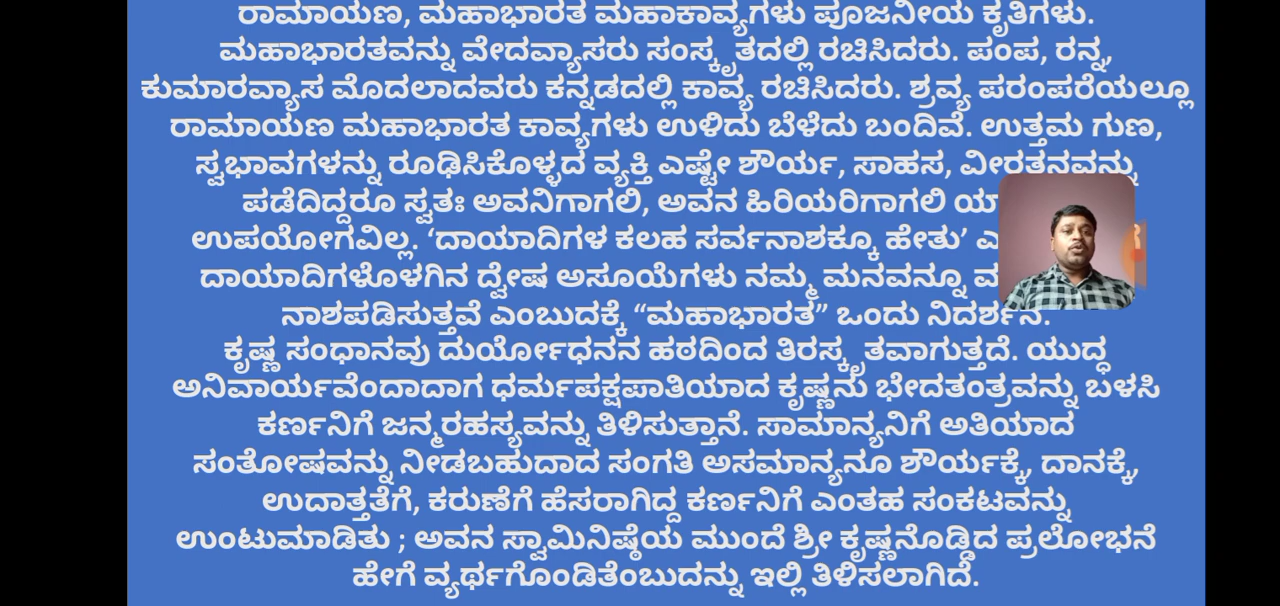 ರಾಮಾಯಣ, ಮಹಾಭಾರತ ಮಹಾಕಾವ್ಯಗಳು ಪೂಜನೀಯ ಕೃತಿಗಳು.
ಮಹಾಭಾರತವನ್ನು ವೇದವ್ಯಾಸರು ಸಂಸ್ಕೃತದಲ್ಲಿ ರಚಿಸಿದರು. ಪಂಪ, ರನ್ನ,
ಕುಮಾರವ್ಯಾಸ ಮೊದಲಾದವರು ಕನ್ನಡದಲ್ಲಿ ಕಾವ್ಯ ರಚಿಸಿದರು. ಶ್ರವ್ಯ ಪರಂಪರೆಯಲ್ಲೂ
ರಾಮಾಯಣ ಮಹಾಭಾರತ ಕಾವ್ಯಗಳು ಉಳಿದು ಬೆಳೆದು ಬಂದಿವೆ. ಉತ್ತಮ ಗುಣ,
ಸ್ವಭಾವಗಳನ್ನು ರೂಢಿಸಿಕೊಳ್ಳದ ವ್ಯಕ್ತಿ ಎಷ್ಟೇ ಶೌರ್ಯ, ಸಾಹಸ, ವೀರತನವನ್ನು
ಪಡೆದಿದ್ದರೂ ಸ್ವತಃ ಅವನಿಗಾಗಲಿ, ಅವನ ಹಿರಿಯರಿಗಾಗಲಿ
ಉಪಯೋಗವಿಲ್ಲ. ‘ದಾಯಾದಿಗಳ ಕಲಹ ಸರ್ವನಾಶಕ್ಕೂ ಹೇತು’
ದಾಯಾದಿಗಳೊಳಗಿನ ದ್ವೇಷ ಅಸೂಯೆಗಳು ನಮ್ಮ ಮನವನ್ನೂ
ನಾಶಪಡಿಸುತ್ತವೆ ಎಂಬುದಕ್ಕೆ “ಮಹಾಭಾರತ” ಒಂದು ನಿದರ್ಶನ.
ಕೃಷ್ಣ ಸಂಧಾನವು ದುರ್ಯೋಧನನ ಹಠದಿಂದ ತಿರಸ್ಕೃತವಾಗುತ್ತದೆ. ಯುದ್ಧ
ಅನಿವಾರ್ಯವೆಂದಾದಾಗ ಧರ್ಮಪಕ್ಷಪಾತಿಯಾದ ಕೃಷ್ಣನು ಭೇದತಂತ್ರವನ್ನು ಬಳಸಿ
ಕರ್ಣನಿಗೆ ಜನ್ಮರಹಸ್ಯವನ್ನು ತಿಳಿಸುತ್ತಾನೆ. ಸಾಮಾನ್ಯನಿಗೆ ಅತಿಯಾದ
ಸಂತೋಷವನ್ನು ನೀಡಬಹುದಾದ ಸಂಗತಿ ಅಸಮಾನ್ಯನೂ ಶೌರ್ಯಕ್ಕೆ, ದಾನಕ್ಕೆ,
ಉದಾತ್ತತೆಗೆ, ಕರುಣೆಗೆ ಹೆಸರಾಗಿದ್ದ ಕರ್ಣನಿಗೆ ಎಂತಹ ಸಂಕಟವನ್ನು
ಉಂಟುಮಾಡಿತು ; ಅವನ ಸ್ವಾಮಿನಿಷ್ಠೆಯ ಮುಂದೆ ಶ್ರೀ ಕೃಷ್ಣನೊಡ್ಡಿದ ಪ್ರಲೋಭನೆ
ಹೇಗೆ ವ್ಯರ್ಥಗೊಂಡಿತೆಂಬುದನ್ನು ಇಲ್ಲಿ ತಿಳಿಸಲಾಗಿದೆ.